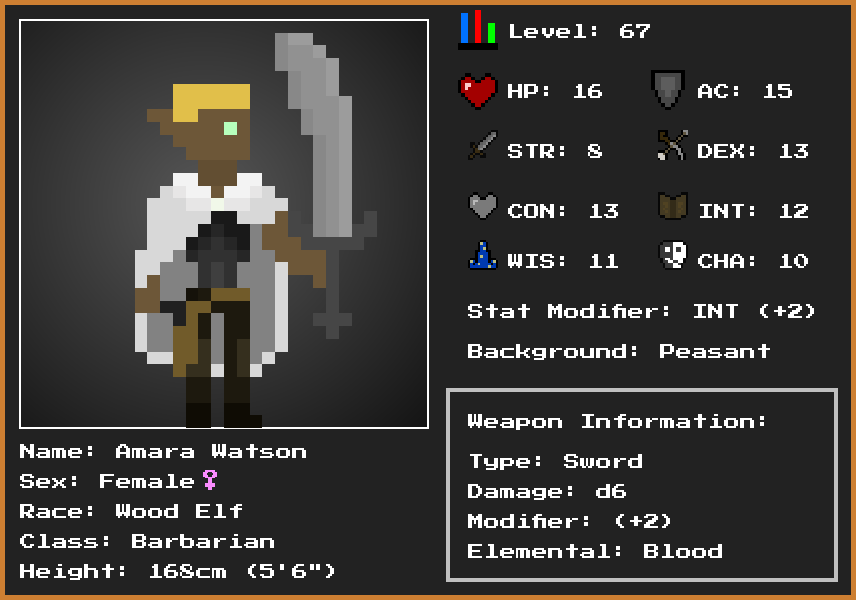 Level: 67
HP: 16 AC: 15
STR: 8 DEX: 13
CON: 13 INT: 12
WIS: 11 CHA: 10
Stat Modifier: INT (+2)
Background: Peasant
Weapon Information:
Type: Sword
Damage: d6
Modifier: (+2)
Elemental: Blood
Name: Amara Watson
Sex: Female♀
Race: Wood Elf
Class: Barbarian
Height: 168cm (5'6")